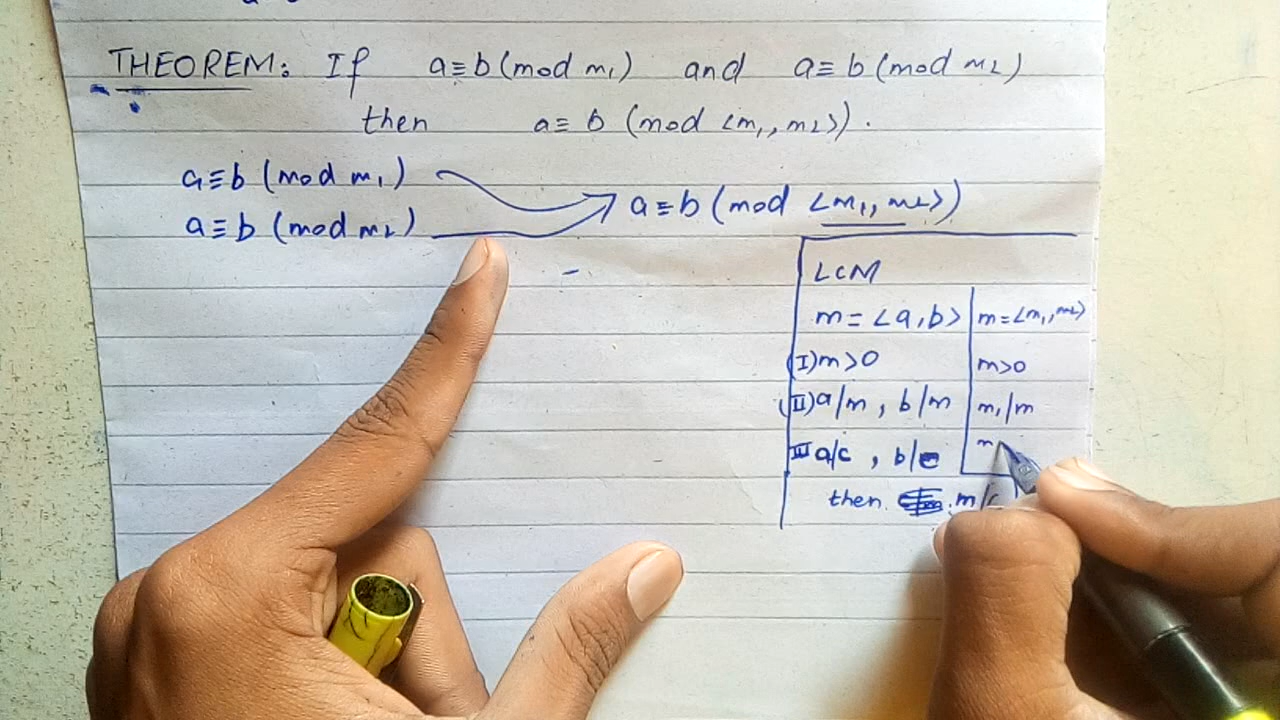 THEOREM: If a≡b (mod m₁) and a≡b (mod m₂)
then a≡ b (mod <m₁, m₂>).
a≡b (mod m₁)
a≡b (mod m₂)
a≡b (mod <m₁, m₂>)
LCM
m = <a,b>
(I) m>0
(II) a/m , b/m
III a/c , b/c
then m/c
m=<m₁, m₂>
m>0
m₁/m
m